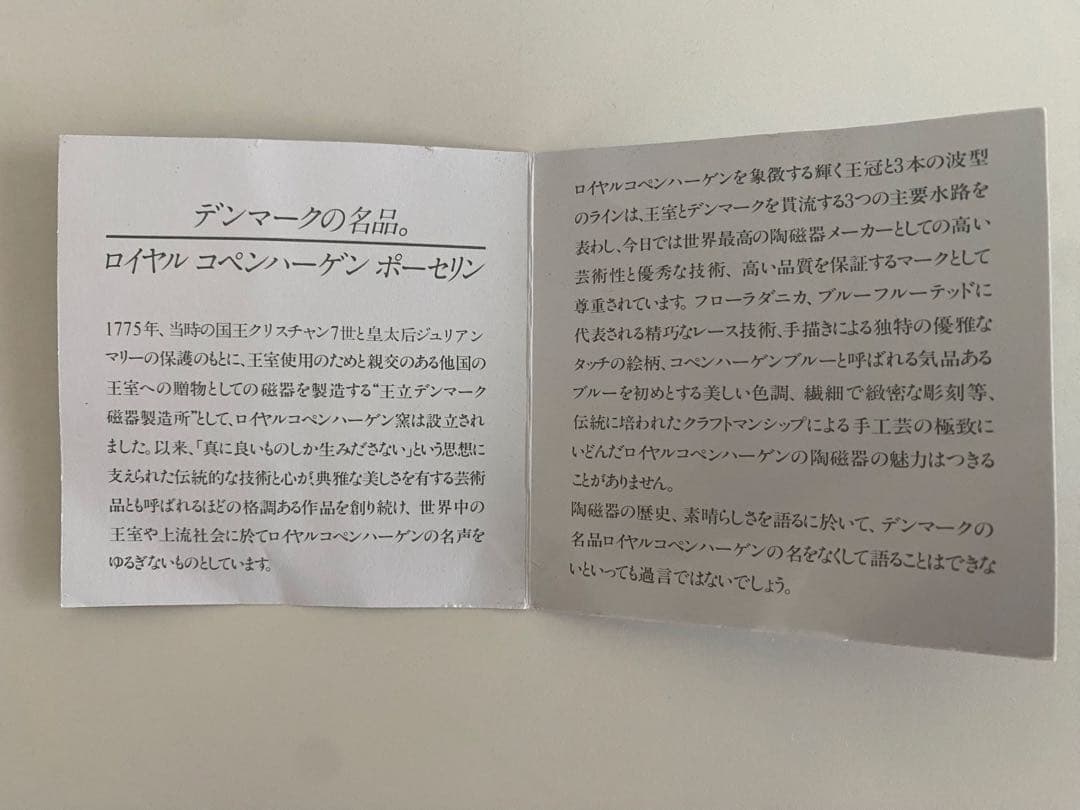 デンマークの名品。
ロイヤル コペンハーゲン ポーセリン
1775年、当時の国王クリスチャン7世と皇太后ジュリアン
マリーの保護のもとに、王室使用のためと親交のある他国の
王室への贈物としての磁器を製造する“王立デンマーク
磁器製造所”として、ロイヤルコペンハーゲン窯は設立され
ました。以来、「真に良いものしか生みださない」という思想に
支えられた伝統的な技術と心が、典雅な美しさを有する芸術
品とも呼ばれるほどの格調ある作品を創り続け、世界中の
王室や上流社会に於てロイヤルコペンハーゲンの名声を
ゆるぎないものとしています。
ロイヤルコペンハーゲンを象徴する輝く王冠と3本の波型
のラインは、王室とデンマークを貫流する3つの主要水路を
表わし、今日では世界最高の陶磁器メーカーとしての高い
芸術性と優秀な技術、高い品質を保証するマークとして
尊重されています。フローラダニカ、ブルーフルーテッドに
代表される精巧なレース技術、手描きによる独特の優雅な
タッチの絵柄、コペンハーゲンブルーと呼ばれる気品ある
ブルーを初めとする美しい色調、繊細で緻密な彫刻等、
伝統に培われたクラフトマンシップによる手工芸の極致に
いどんだロイヤルコペンハーゲンの陶磁器の魅力はつきる
ことがありません。
陶磁器の歴史、素晴らしさを語るに於いて、デンマークの
名品ロイヤルコペンハーゲンの名をなくして語ることはできな
いといっても過言ではないでしょう。